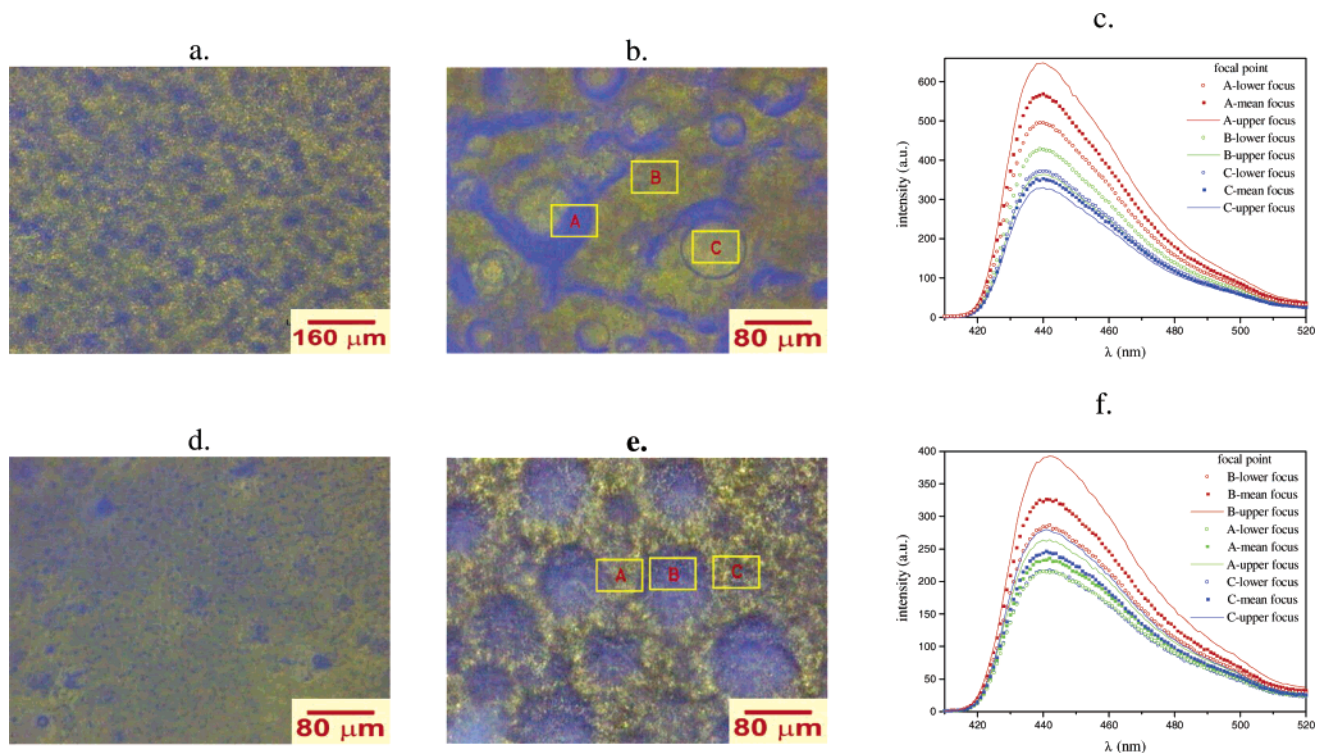 a.
160 μm
b.
A
B
C
80 μm
c.
intensity (a.u.)
600
500
400
300
200
100
0
420
440
460
480
500
520
λ (nm)
focal point
A-lower focus
A-mean focus
A-upper focus
B-lower focus
B-upper focus
C-lower focus
C-mean focus
C-upper focus
d.
80 μm
e.
A
B
C
80 μm
f.
intensity (a.u.)
400
350
300
250
200
150
100
50
0
420
440
460
480
500
520
λ (nm)
focal point
B-lower focus
B-mean focus
B-upper focus
A-lower focus
A-mean focus
A-upper focus
C-lower focus
C-mean focus
C-upper focus